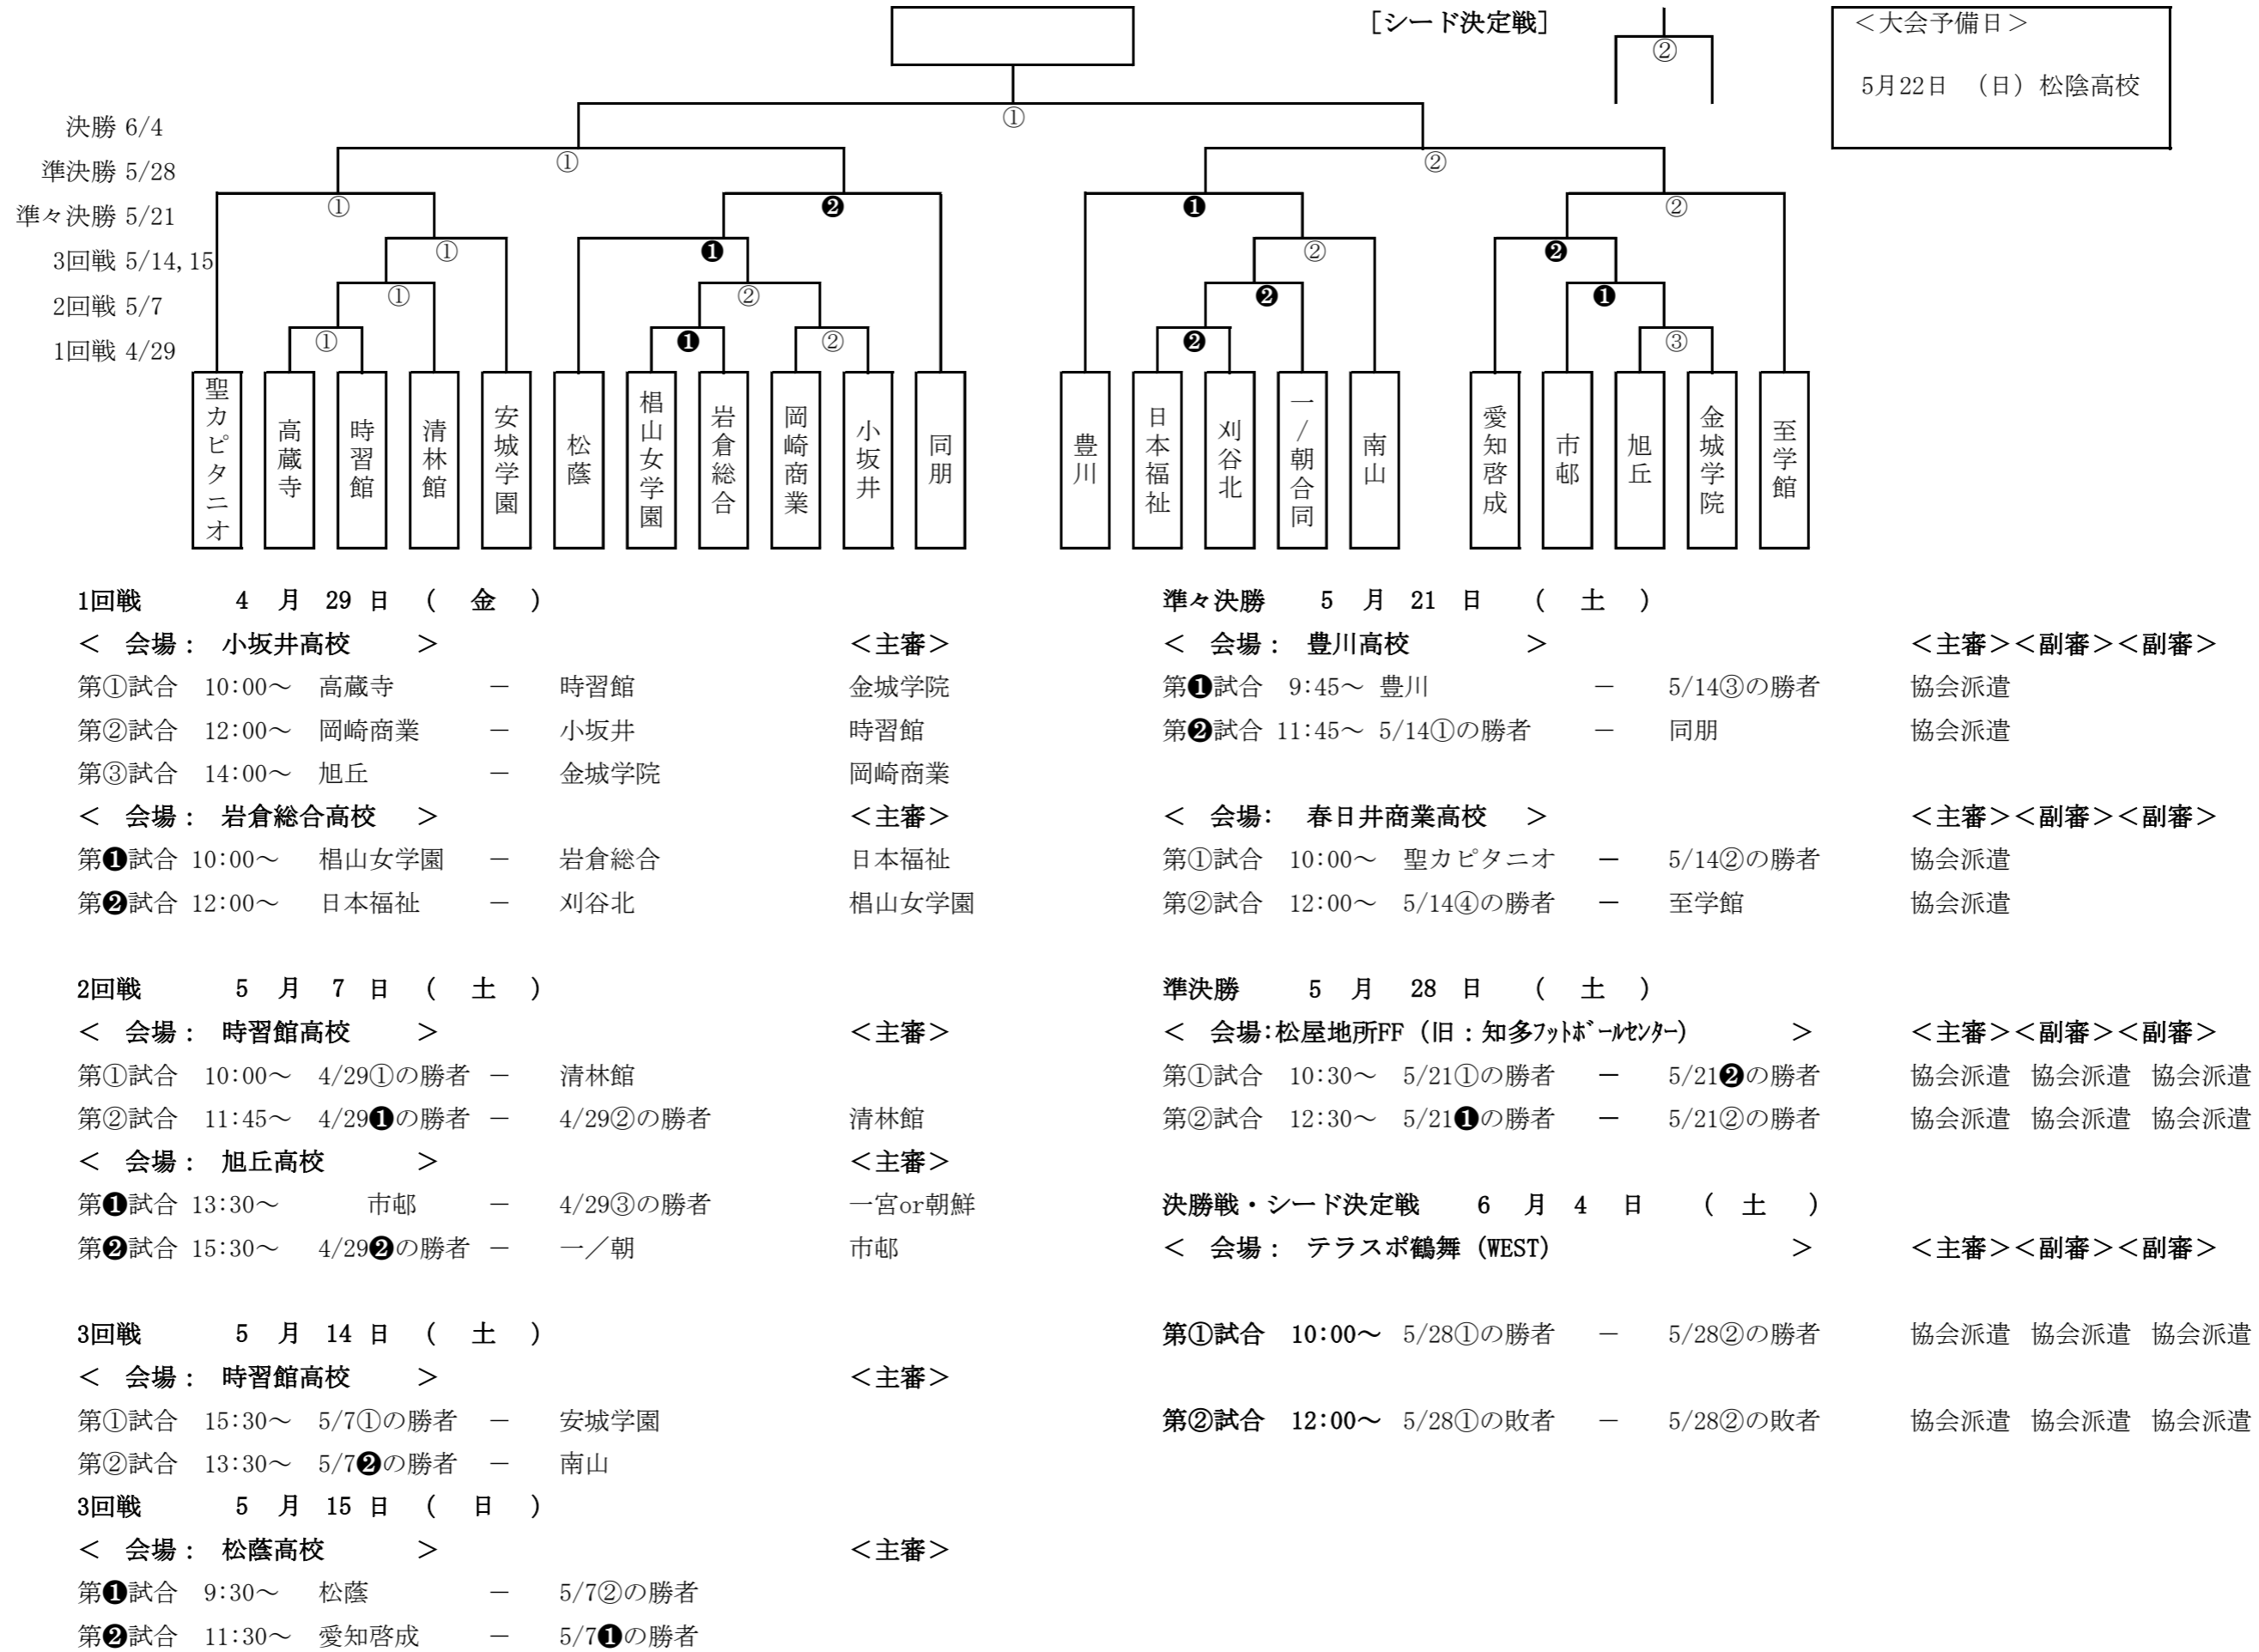 [シード決定戦]
②
＜大会予備日＞
5月22日　（日）松陰高校
①
決勝 6/4
準決勝 5/28
① ②
準々決勝 5/21
① ❷ ❶ ②
3回戦 5/14,15
① ❶ ② ❷
2回戦 5/7
① ② ❷ ❶
1回戦 4/29
① ❶ ② ❷ ③
聖カピタニオ
高蔵寺
時習館
清林館
安城学園
松蔭
椙山女学園
岩倉総合
岡崎商業
小坂井
同朋
豊川
日本福祉
刈谷北
一/朝合同
南山
愛知啓成
市邨
旭丘
金城学院
至学館
1回戦　4 月 29 日 ( 金 )
＜ 会場： 小坂井高校 ＞ ＜主審＞
第①試合 10:00～ 高蔵寺 － 時習館 金城学院
第②試合 12:00～ 岡崎商業 － 小坂井 時習館
第③試合 14:00～ 旭丘 － 金城学院 岡崎商業
＜ 会場： 岩倉総合高校 ＞ ＜主審＞
第❶試合 10:00～ 椙山女学園 － 岩倉総合 日本福祉
第❷試合 12:00～ 日本福祉 － 刈谷北 椙山女学園
2回戦　5 月 7 日 ( 土 )
＜ 会場： 時習館高校 ＞ ＜主審＞
第①試合 10:00～ 4/29①の勝者 － 清林館
第②試合 11:45～ 4/29❶の勝者 － 4/29②の勝者 清林館
＜ 会場： 旭丘高校 ＞ ＜主審＞
第❶試合 13:30～ 市邨 － 4/29③の勝者 一宮or朝鮮
第❷試合 15:30～ 4/29❷の勝者 － 一／朝 市邨
3回戦　5 月 14 日 ( 土 )
＜ 会場： 時習館高校 ＞ ＜主審＞
第①試合 15:30～ 5/7①の勝者 － 安城学園
第②試合 13:30～ 5/7❷の勝者 － 南山
3回戦　5 月 15 日 ( 日 )
＜ 会場： 松蔭高校 ＞ ＜主審＞
第❶試合 9:30～ 松蔭 － 5/7②の勝者
第❷試合 11:30～ 愛知啓成 － 5/7❶の勝者
準々決勝　5 月 21 日 ( 土 )
＜ 会場： 豊川高校 ＞ ＜主審＞＜副審＞＜副審＞
第❶試合 9:45～ 豊川 － 5/14③の勝者 協会派遣
第❷試合 11:45～ 5/14①の勝者 － 同朋 協会派遣
＜ 会場: 春日井商業高校 ＞ ＜主審＞＜副審＞＜副審＞
第①試合 10:00～ 聖カピタニオ － 5/14②の勝者 協会派遣
第②試合 12:00～ 5/14④の勝者 － 至学館 協会派遣
準決勝　5 月 28 日 ( 土 )
＜ 会場:松屋地所FF（旧：知多ﾌｯﾄﾎﾞｰﾙｾﾝﾀｰ） ＞ ＜主審＞＜副審＞＜副審＞
第①試合 10:30～ 5/21①の勝者 － 5/21❷の勝者 協会派遣 協会派遣 協会派遣
第②試合 12:30～ 5/21❶の勝者 － 5/21②の勝者 協会派遣 協会派遣 協会派遣
決勝戦・シード決定戦　6 月 4 日 ( 土 )
＜ 会場： テラスポ鶴舞（WEST） ＞ ＜主審＞＜副審＞＜副審＞
第①試合 10:00～ 5/28①の勝者 － 5/28②の勝者 協会派遣 協会派遣 協会派遣
第②試合 12:00～ 5/28①の敗者 － 5/28②の敗者 協会派遣 協会派遣 協会派遣